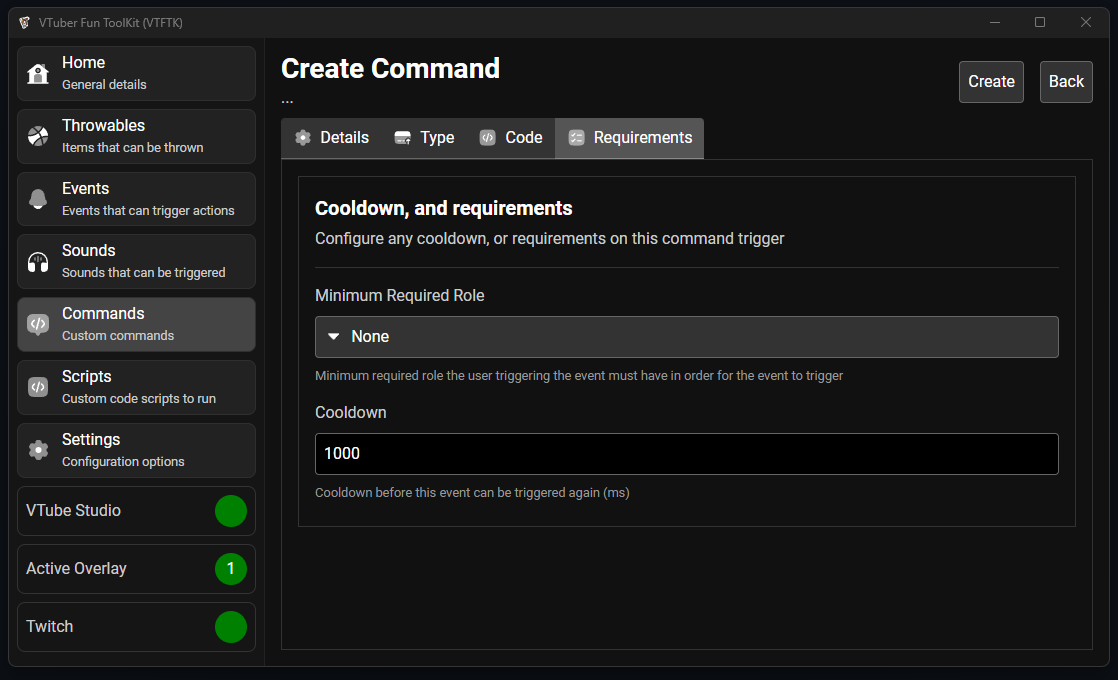 VTuber Fun ToolKit (VTFTK)
Home
General details
Throwables
Items that can be thrown
Events
Events that can trigger actions
Sounds
Sounds that can be triggered
Commands
Custom commands
Scripts
Custom code scripts to run
Settings
Configuration options
VTube Studio
Active Overlay 1
Twitch
Create Command
...
Create Back
Details Type Code Requirements
Cooldown, and requirements
Configure any cooldown, or requirements on this command trigger
Minimum Required Role
None
Minimum required role the user triggering the event must have in order for the event to trigger
Cooldown
1000
Cooldown before this event can be triggered again (ms)